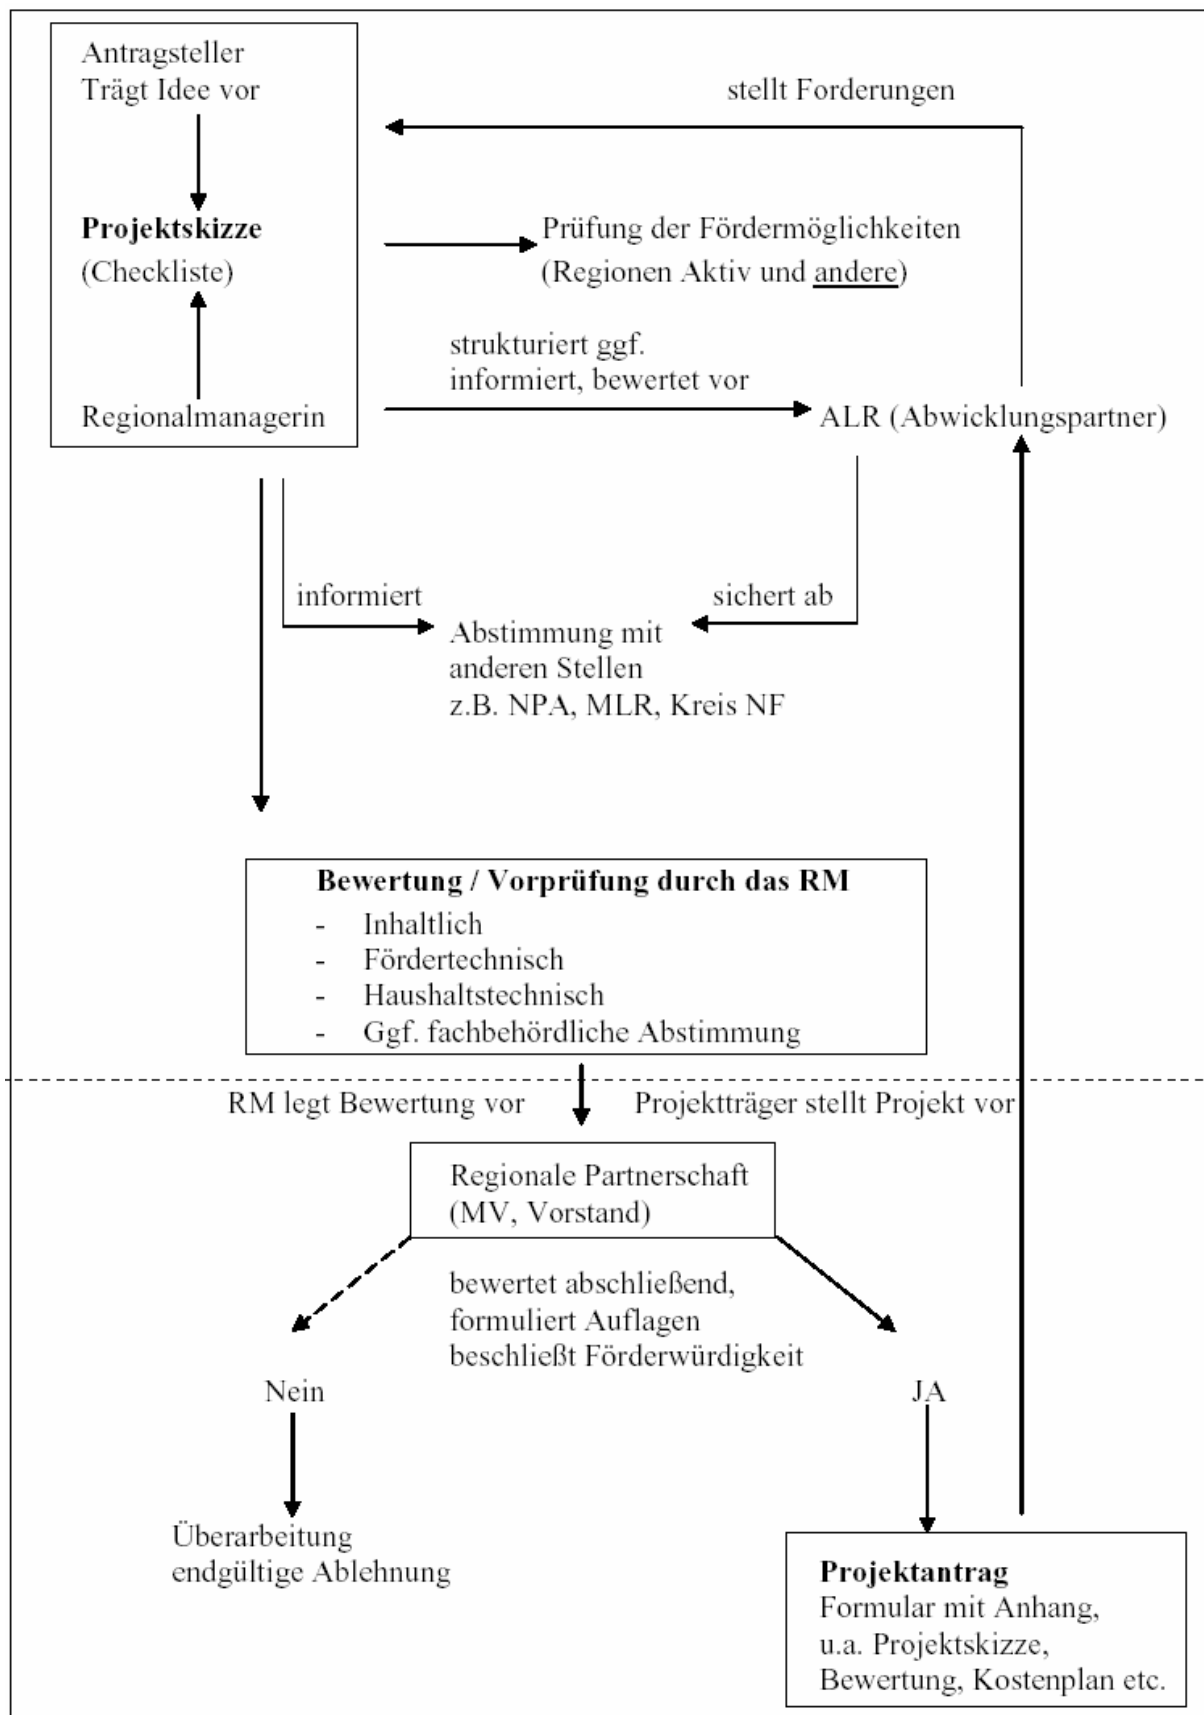 Antragsteller
Trägt Idee vor
stellt Forderungen
Projektskizze
(Checkliste)
Prüfung der Fördermöglichkeiten
(Regionen Aktiv und andere)
strukturiert ggf.
informiert, bewertet vor
Regionalmanagerin
ALR (Abwicklungspartner)
informiert
sichert ab
Abstimmung mit
anderen Stellen
z.B. NPA, MLR, Kreis NF
Bewertung / Vorprüfung durch das RM
- Inhaltlich
- Fördertechnisch
- Haushaltstechnisch
- Ggf. fachbehördliche Abstimmung
RM legt Bewertung vor
Projektträger stellt Projekt vor
Regionale Partnerschaft
(MV, Vorstand)
bewertet abschließend,
formuliert Auflagen
beschließt Förderwürdigkeit
Nein
JA
Überarbeitung
endgültige Ablehnung
Projektantrag
Formular mit Anhang,
u.a. Projektskizze,
Bewertung, Kostenplan etc.